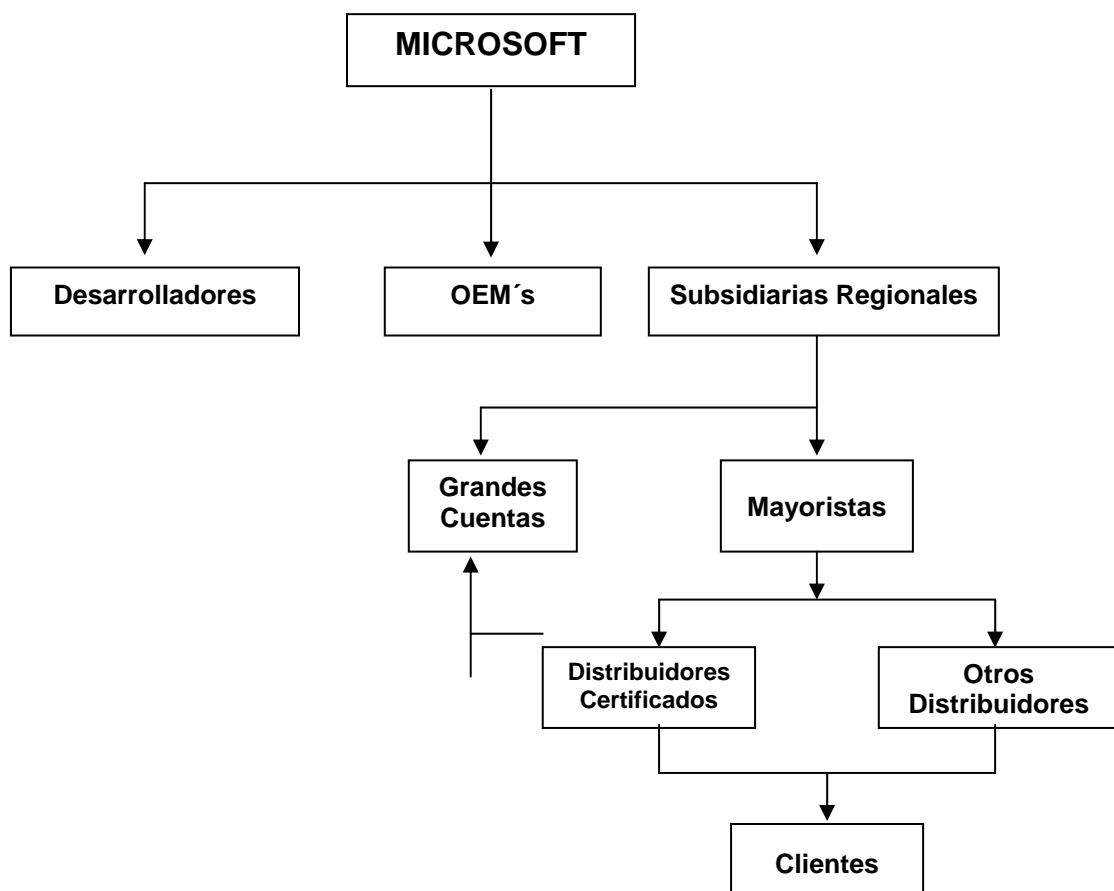 MICROSOFT
Desarrolladores
OEM´s
Subsidiarias Regionales
Grandes
Cuentas
Mayoristas
Distribuidores
Certificados
Otros
Distribuidores
Clientes